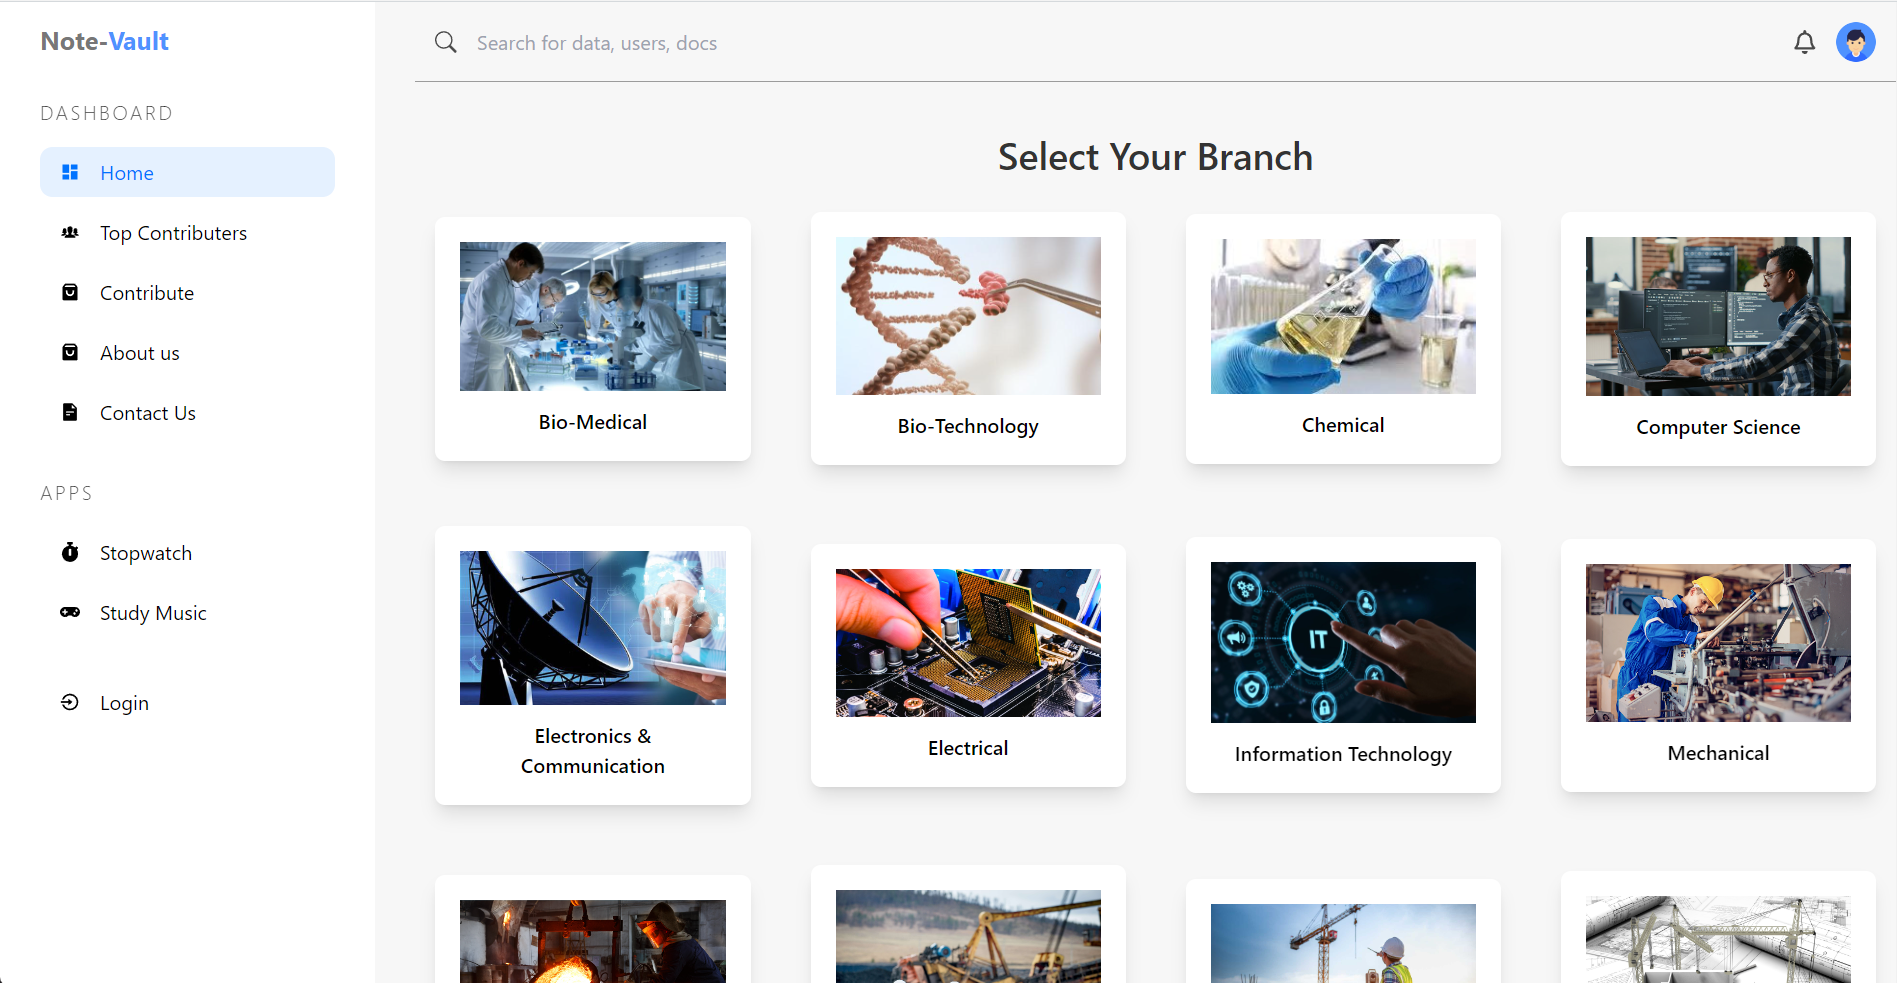 Note-Vault
Search for data, users, docs
DASHBOARD
Home
Top Contributers
Contribute
About us
Contact Us
APPS
Stopwatch
Study Music
Login
Select Your Branch
Bio-Medical
Bio-Technology
Chemical
Computer Science
Electronics &
Communication
Electrical
IT
Information Technology
Mechanical